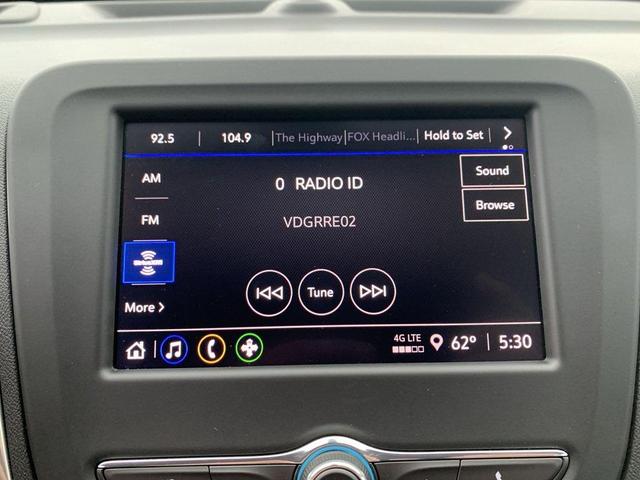 92.5 104.9 The Highway FOX Headli... Hold to Set
AM
0 RADIO ID
Sound
FM
VDGRRE02
Browse
SiriusXM
More
Tune
4G LTE
62° 5:30